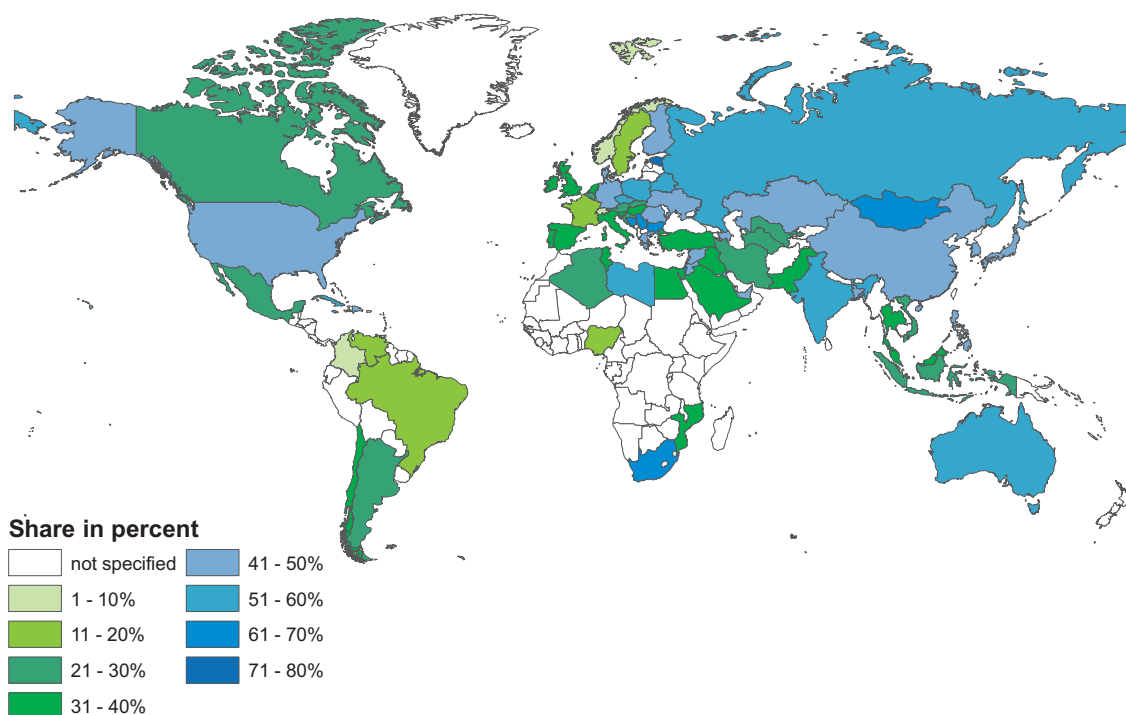 Share in percent
not specified
1 - 10%
11 - 20%
21 - 30%
31 - 40%
41 - 50%
51 - 60%
61 - 70%
71 - 80%